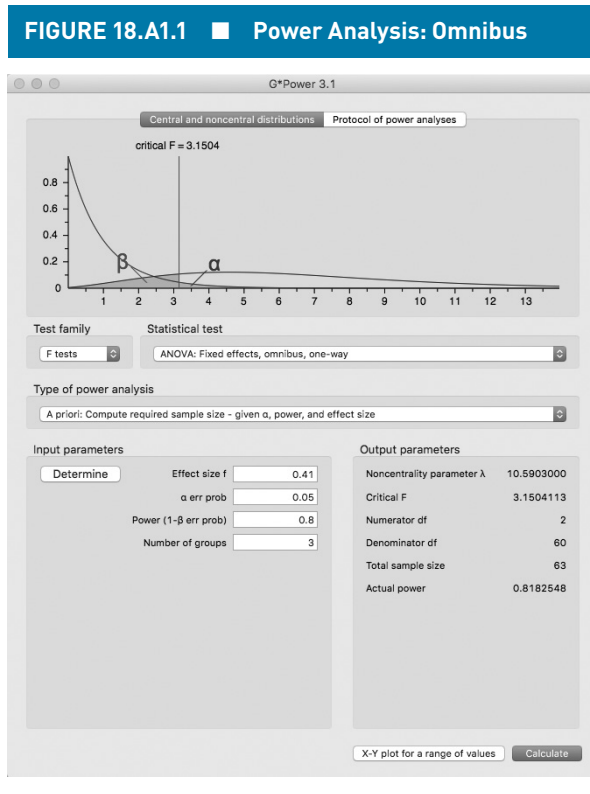 FIGURE 18.A1.1 ■ Power Analysis: Omnibus
G*Power 3.1
Central and noncentral distributions Protocol of power analyses
critical F = 3.1504
0.8
0.6
0.4
0.2
0
β
α
1 2 3 4 5 6 7 8 9 10 11 12 13
Test family Statistical test
F tests ANOVA: Fixed effects, omnibus, one-way
Type of power analysis
A priori: Compute required sample size - given α, power, and effect size
Input parameters Output parameters
Determine Effect size f 0.41 Noncentrality parameter λ 10.5903000
α err prob 0.05 Critical F 3.1504113
Power (1-β err prob) 0.8 Numerator df 2
Number of groups 3 Denominator df 60
Total sample size 63
Actual power 0.8182548
X-Y plot for a range of values Calculate